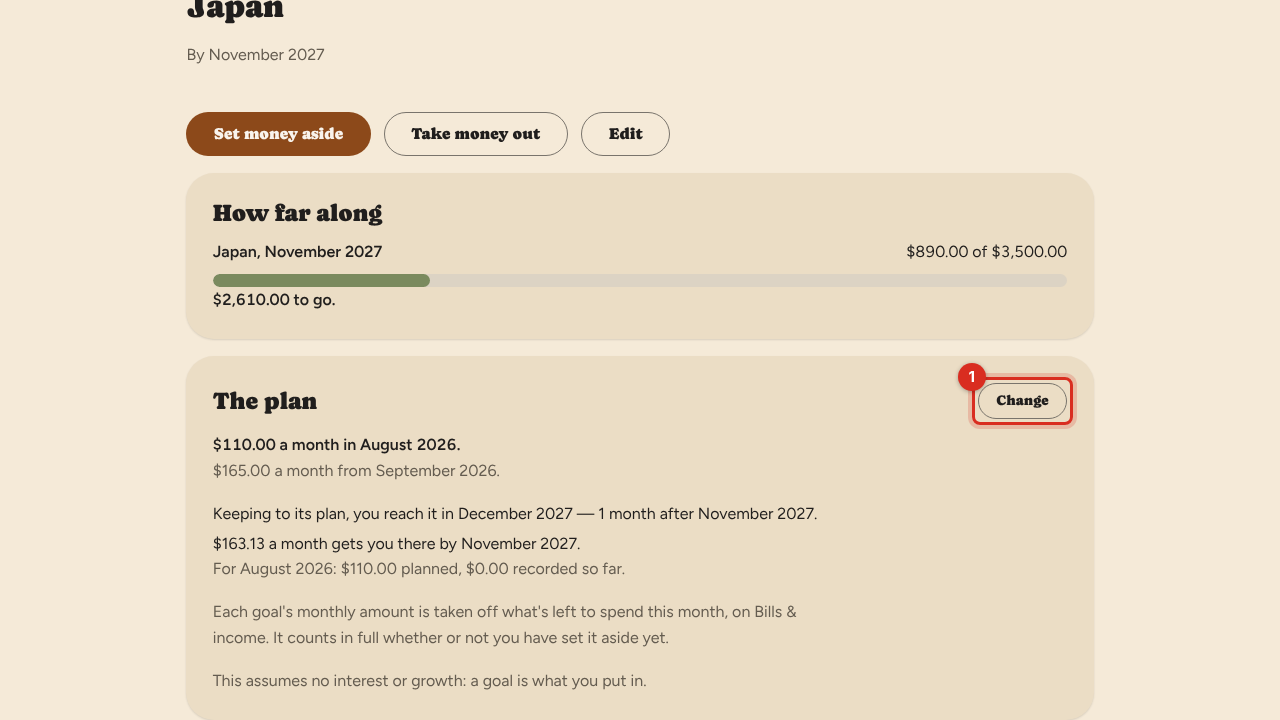 Japan
By November 2027
Set money aside
Take money out
Edit
How far along
Japan, November 2027
$890.00 of $3,500.00
$2,610.00 to go.
1
The plan
Change
$110.00 a month in August 2026.
$165.00 a month from September 2026.
Keeping to its plan, you reach it in December 2027 — 1 month after November 2027.
$163.13 a month gets you there by November 2027.
For August 2026: $110.00 planned, $0.00 recorded so far.
Each goal's monthly amount is taken off what's left to spend this month, on Bills &
income. It counts in full whether or not you have set it aside yet.
This assumes no interest or growth: a goal is what you put in.